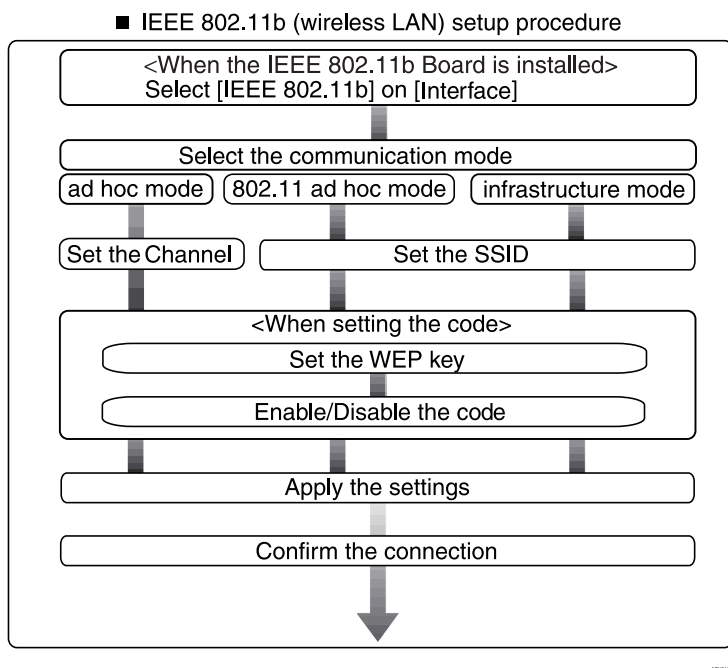 ■ IEEE 802.11b (wireless LAN) setup procedure
<When the IEEE 802.11b Board is installed>
Select [IEEE 802.11b] on [Interface]
Select the communication mode
ad hoc mode
802.11 ad hoc mode
infrastructure mode
Set the Channel
Set the SSID
<When setting the code>
Set the WEP key
Enable/Disable the code
Apply the settings
Confirm the connection